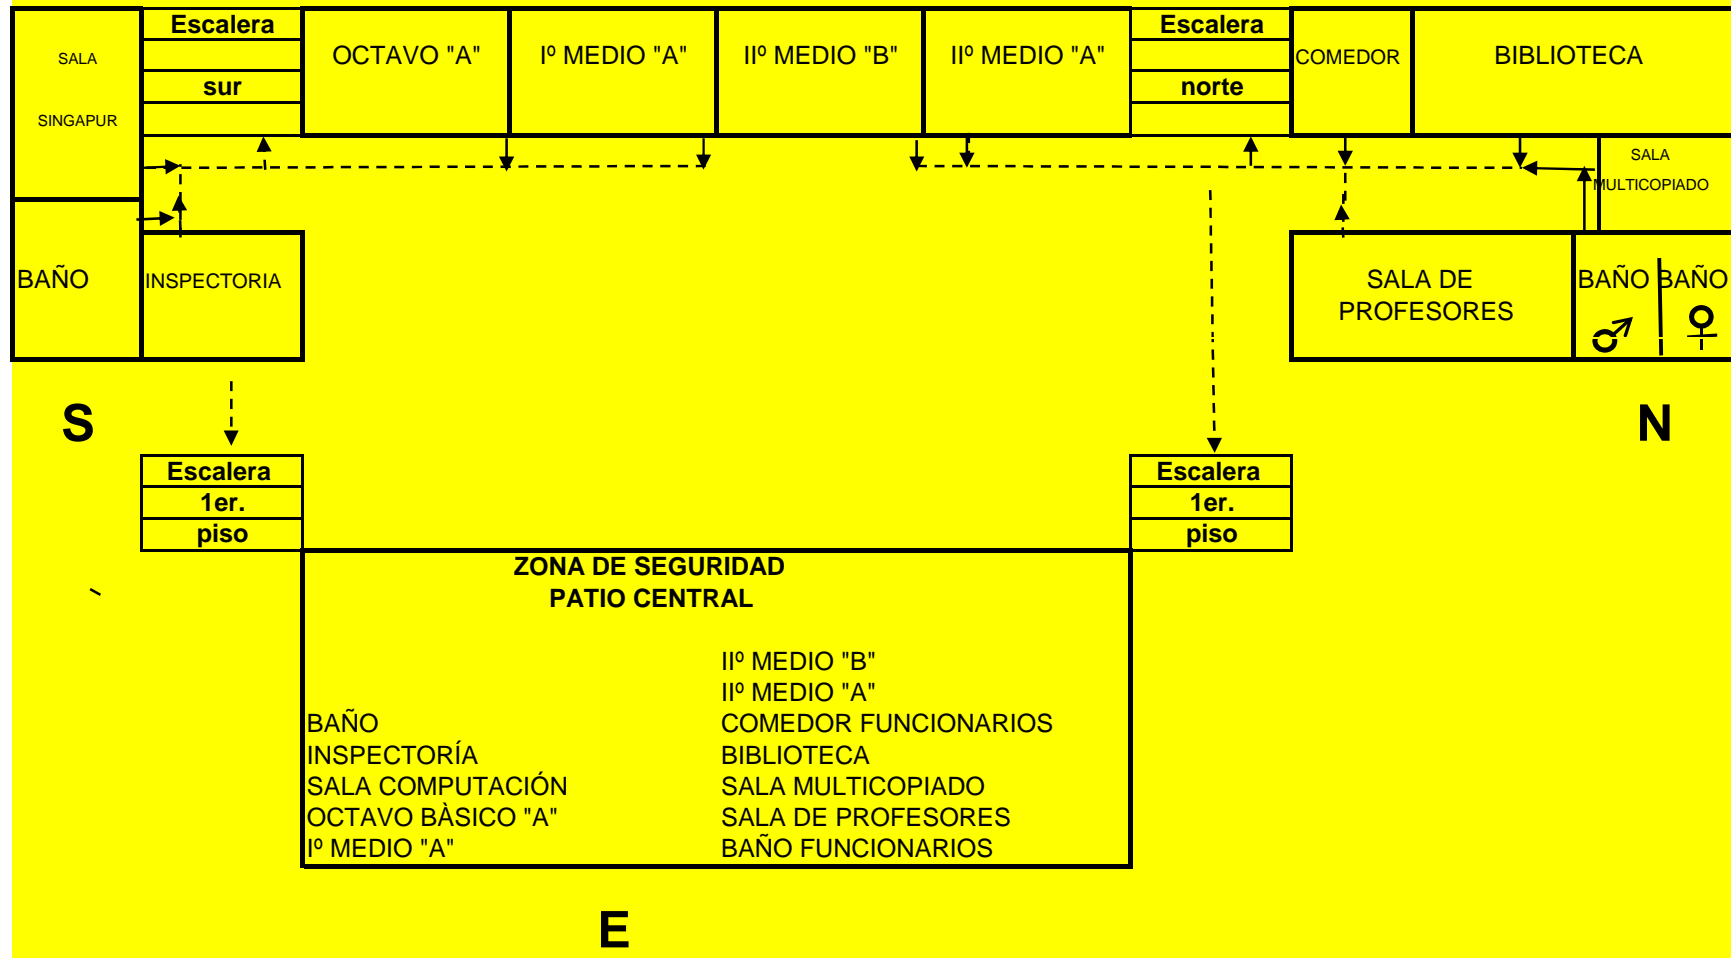 Escalera
sur
SALA
SINGAPUR
OCTAVO "A"
Iº MEDIO "A"
IIº MEDIO "B"
IIº MEDIO "A"
Escalera
norte
COMEDOR
BIBLIOTECA
SALA
MULTICOPIADO
BAÑO
INSPECTORIA
SALA DE
PROFESORES
BAÑO
BAÑO
S
N
Escalera
1er.
piso
Escalera
1er.
piso
ZONA DE SEGURIDAD
PATIO CENTRAL
IIº MEDIO "B"
IIº MEDIO "A"
BAÑO
COMEDOR FUNCIONARIOS
INSPECTORÍA
BIBLIOTECA
SALA COMPUTACIÓN
SALA MULTICOPIADO
OCTAVO BÀSICO "A"
SALA DE PROFESORES
Iº MEDIO "A"
BAÑO FUNCIONARIOS
E